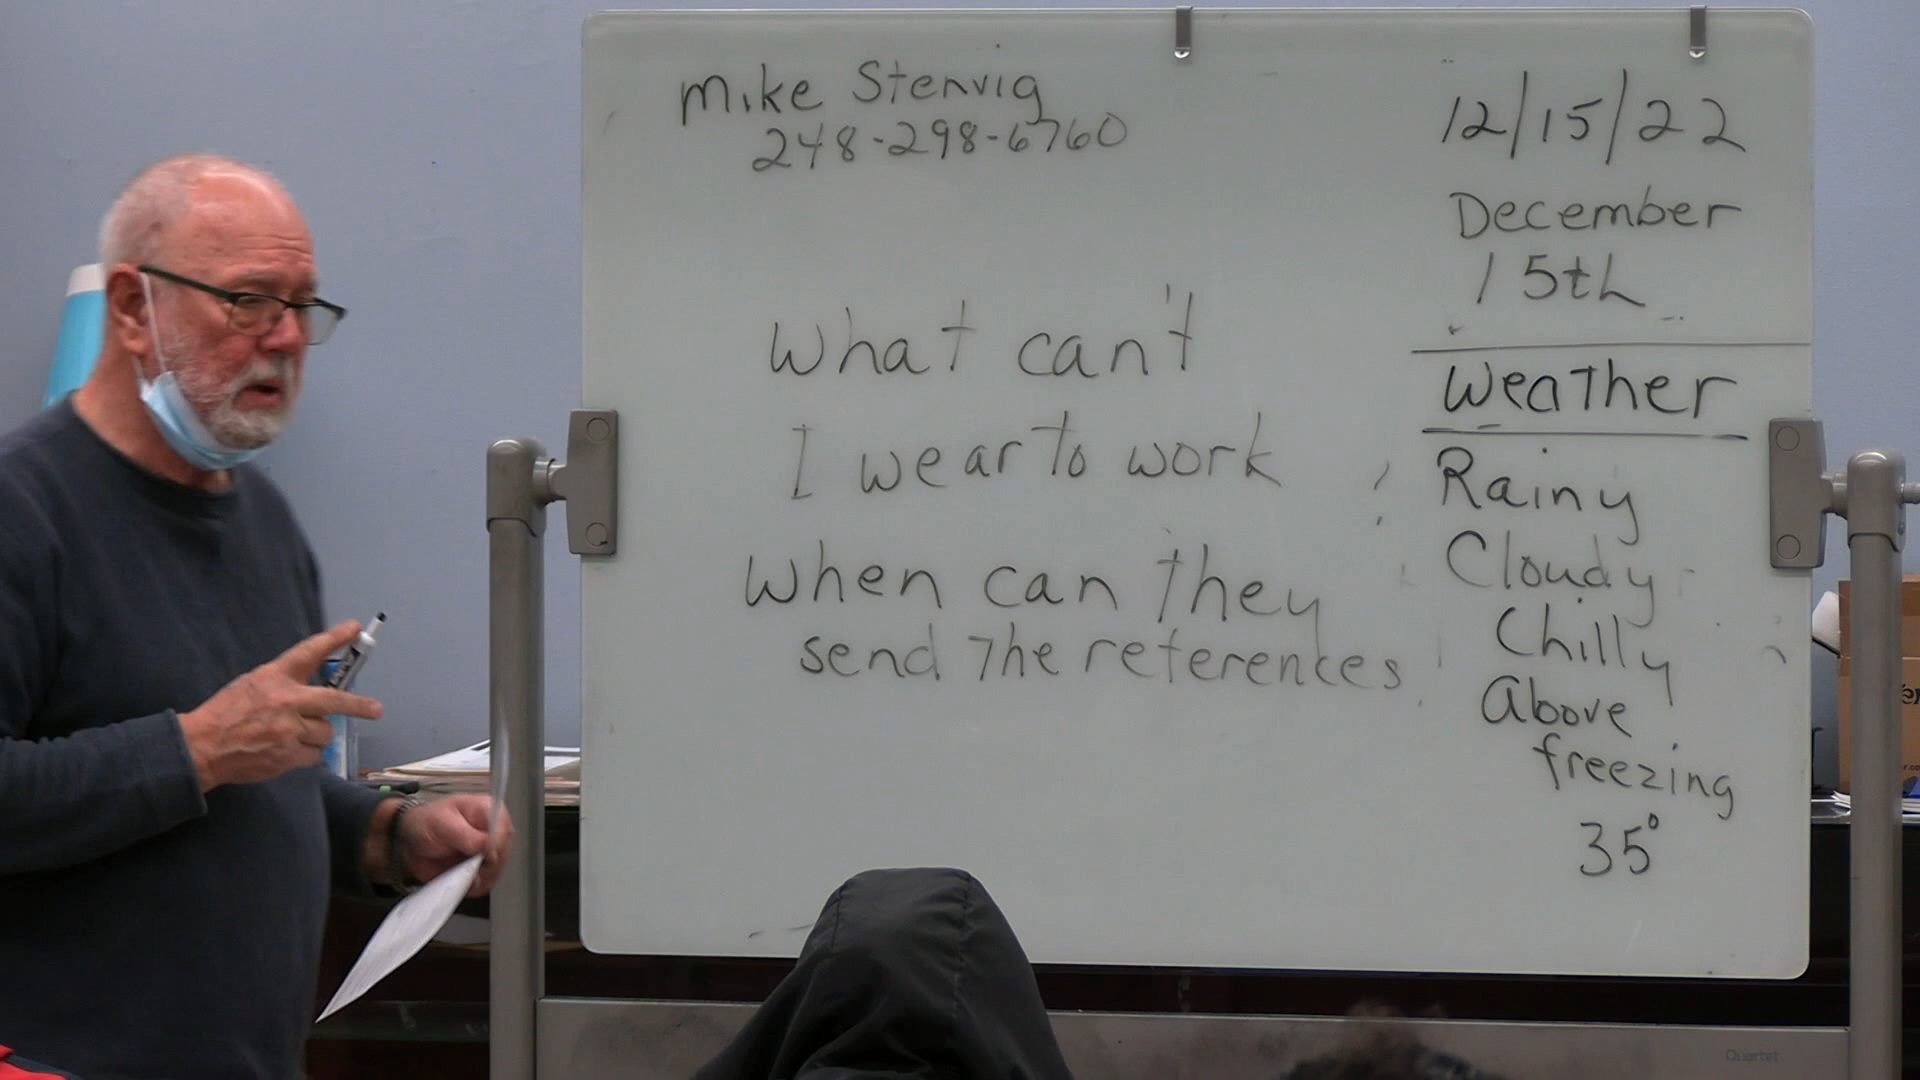 Mike Stenvig
248-298-6760
What can't
I wear to work
When can they
send the references
12/15/22
December
15th
Weather
Rainy
Cloudy
Chilly
Above
freezing
35°
Quartet